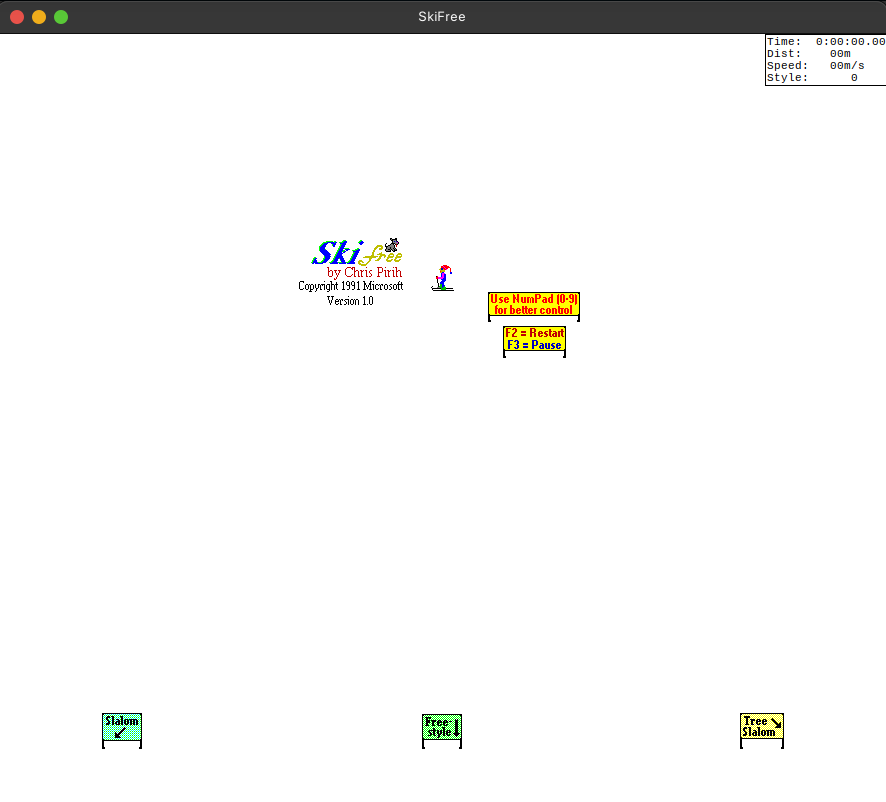 SkiFree
Time: 0:00:00.00
Dist: 00m
Speed: 00m/s
Style: 0
Ski free
by Chris Pirih
Copyright 1991 Microsoft
Version 1.0
Use NumPad (0-9)
for better control
F2 = Restart
F3 = Pause
Slalom
Free-
style
Tree
Slalom